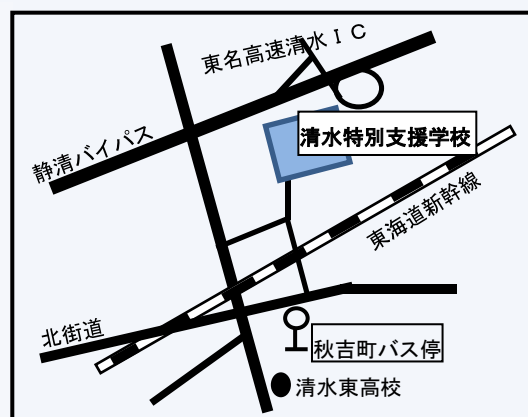 東名高速清水ＩＣ
静清バイパス
清水特別支援学校
東海道新幹線
北街道
秋吉町バス停
清水東高校